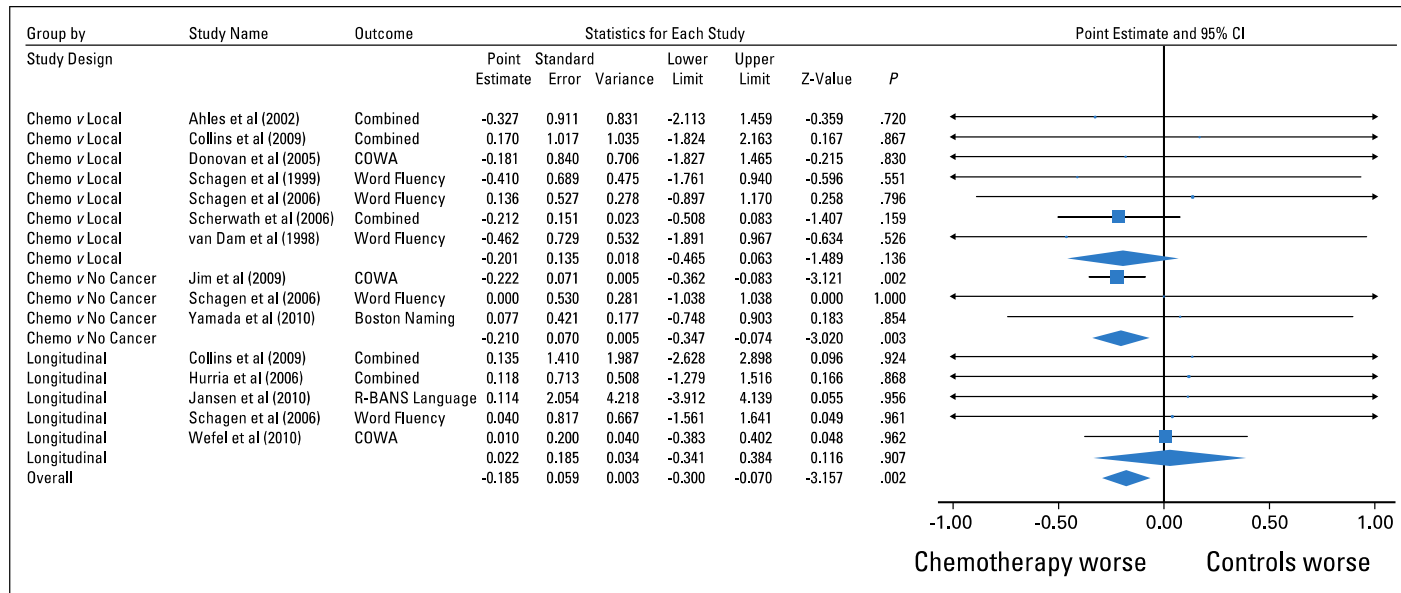 Group by Study Name Outcome Statistics for Each Study Point Estimate and 95% CI
Study Design Point Standard Lower Upper
Estimate Error Variance Limit Limit Z-Value P
Chemo v Local Ahles et al (2002) Combined -0.327 0.911 0.831 -2.113 1.459 -0.359 .720
Chemo v Local Collins et al (2009) Combined 0.170 1.017 1.035 -1.824 2.163 0.167 .867
Chemo v Local Donovan et al (2005) COWA -0.181 0.840 0.706 -1.827 1.465 -0.215 .830
Chemo v Local Schagen et al (1999) Word Fluency -0.410 0.689 0.475 -1.761 0.940 -0.596 .551
Chemo v Local Schagen et al (2006) Word Fluency 0.136 0.527 0.278 -0.897 1.170 0.258 .796
Chemo v Local Scherwath et al (2006) Combined -0.212 0.151 0.023 -0.508 0.083 -1.407 .159
Chemo v Local van Dam et al (1998) Word Fluency -0.462 0.729 0.532 -1.891 0.967 -0.634 .526
Chemo v Local -0.201 0.135 0.018 -0.465 0.063 -1.489 .136
Chemo v No Cancer Jim et al (2009) COWA -0.222 0.071 0.005 -0.362 -0.083 -3.121 .002
Chemo v No Cancer Schagen et al (2006) Word Fluency 0.000 0.530 0.281 -1.038 1.038 0.000 1.000
Chemo v No Cancer Yamada et al (2010) Boston Naming 0.077 0.421 0.177 -0.748 0.903 0.183 .854
Chemo v No Cancer -0.210 0.070 0.005 -0.347 -0.074 -3.020 .003
Longitudinal Collins et al (2009) Combined 0.135 1.410 1.987 -2.628 2.898 0.096 .924
Longitudinal Hurria et al (2006) Combined 0.118 0.713 0.508 -1.279 1.516 0.166 .868
Longitudinal Jansen et al (2010) R-BANS Language 0.114 2.054 4.218 -3.912 4.139 0.055 .956
Longitudinal Schagen et al (2006) Word Fluency 0.040 0.817 0.667 -1.561 1.641 0.049 .961
Longitudinal Wefel et al (2010) COWA 0.010 0.200 0.040 -0.383 0.402 0.048 .962
Longitudinal 0.022 0.185 0.034 -0.341 0.384 0.116 .907
Overall -0.185 0.059 0.003 -0.300 -0.070 -3.157 .002
-1.00 -0.50 0.00 0.50 1.00
Chemotherapy worse Controls worse